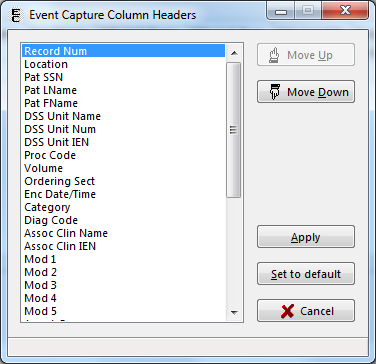 Event Capture Column Headers
Record Num
Location
Pat SSN
Pat LName
Pat FName
DSS Unit Name
DSS Unit Num
DSS Unit IEN
Proc Code
Volume
Ordering Sect
Enc Date/Time
Category
Diag Code
Assoc Clin Name
Assoc Clin IEN
Mod 1
Mod 2
Mod 3
Mod 4
Mod 5
Move Up
Move Down
Apply
Set to default
Cancel